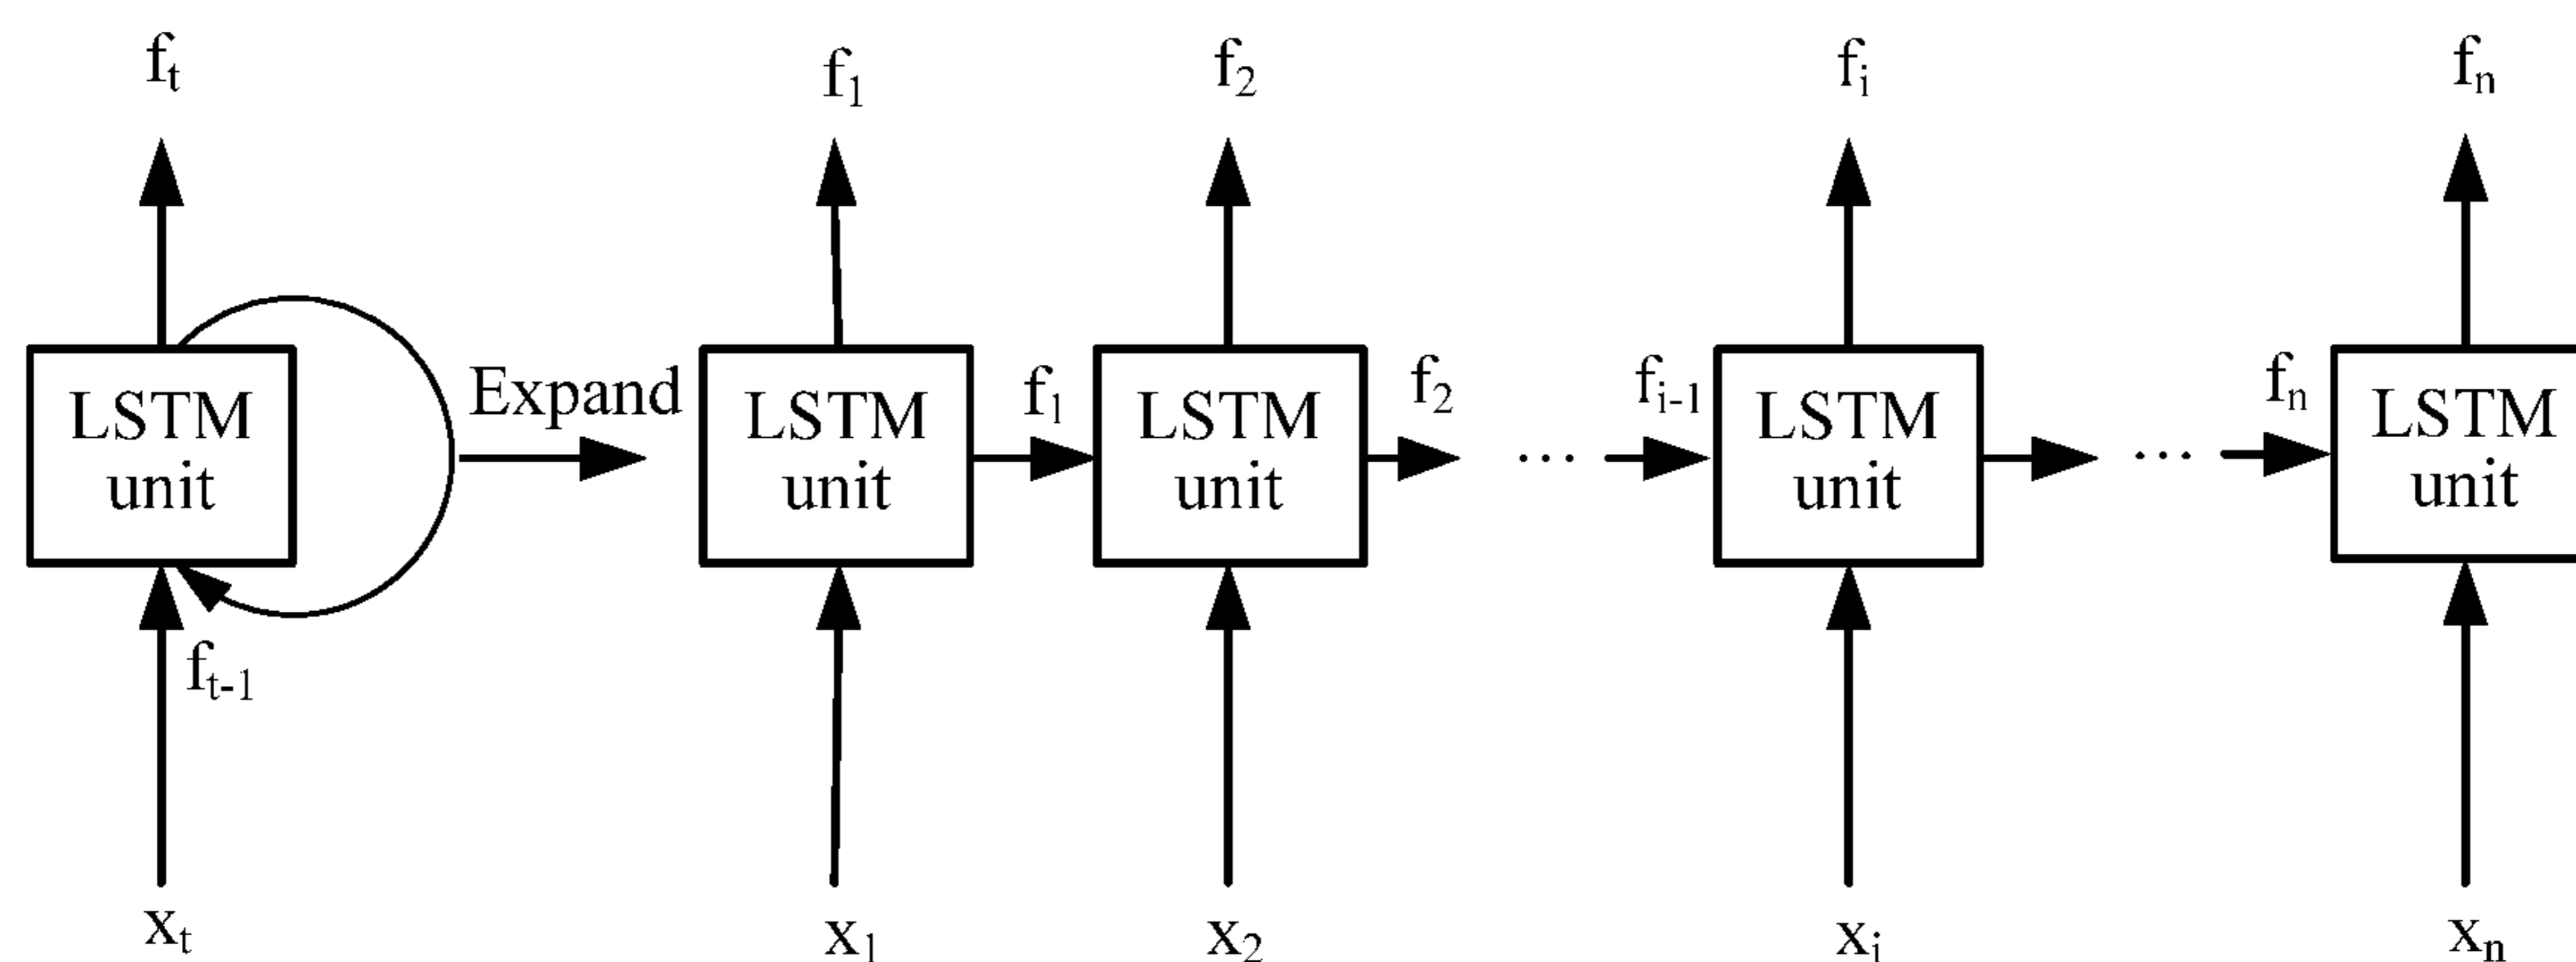 fₜ
f₁
f₂
fᵢ
fₙ
LSTM
unit
fₜ₋₁
Expand
LSTM
unit
f₁
LSTM
unit
f₂
...
fᵢ₋₁
LSTM
unit
...
fₙ
LSTM
unit
xₜ
x₁
x₂
xᵢ
xₙ